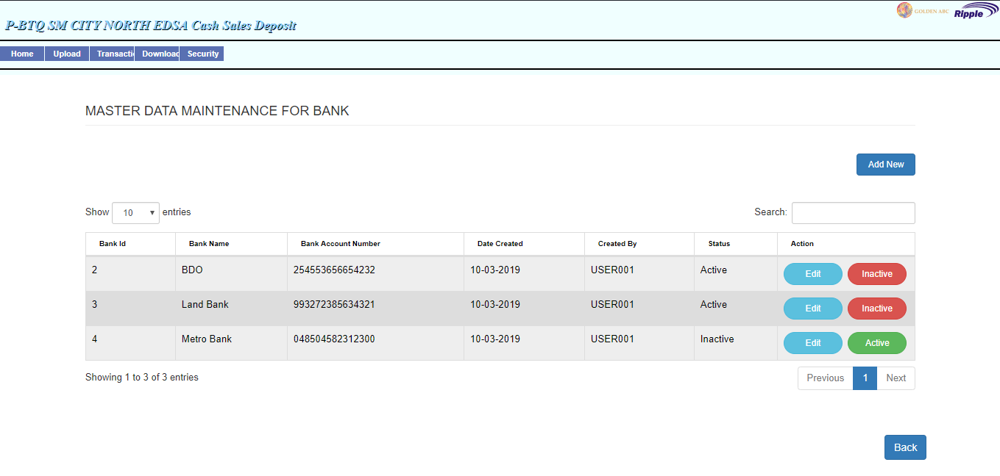 GOLDEN ABC
Ripple
P-BTQ SM CITY NORTH EDSA Cash Sales Deposit
Home Upload Transacti Download Security
MASTER DATA MAINTENANCE FOR BANK
Add New
Show 10 entries Search:
Bank Id Bank Name Bank Account Number Date Created Created By Status Action
2 BDO 254553656654232 10-03-2019 USER001 Active Edit Inactive
3 Land Bank 993272385634321 10-03-2019 USER001 Active Edit Inactive
4 Metro Bank 048504582312300 10-03-2019 USER001 Inactive Edit Active
Showing 1 to 3 of 3 entries Previous 1 Next
Back